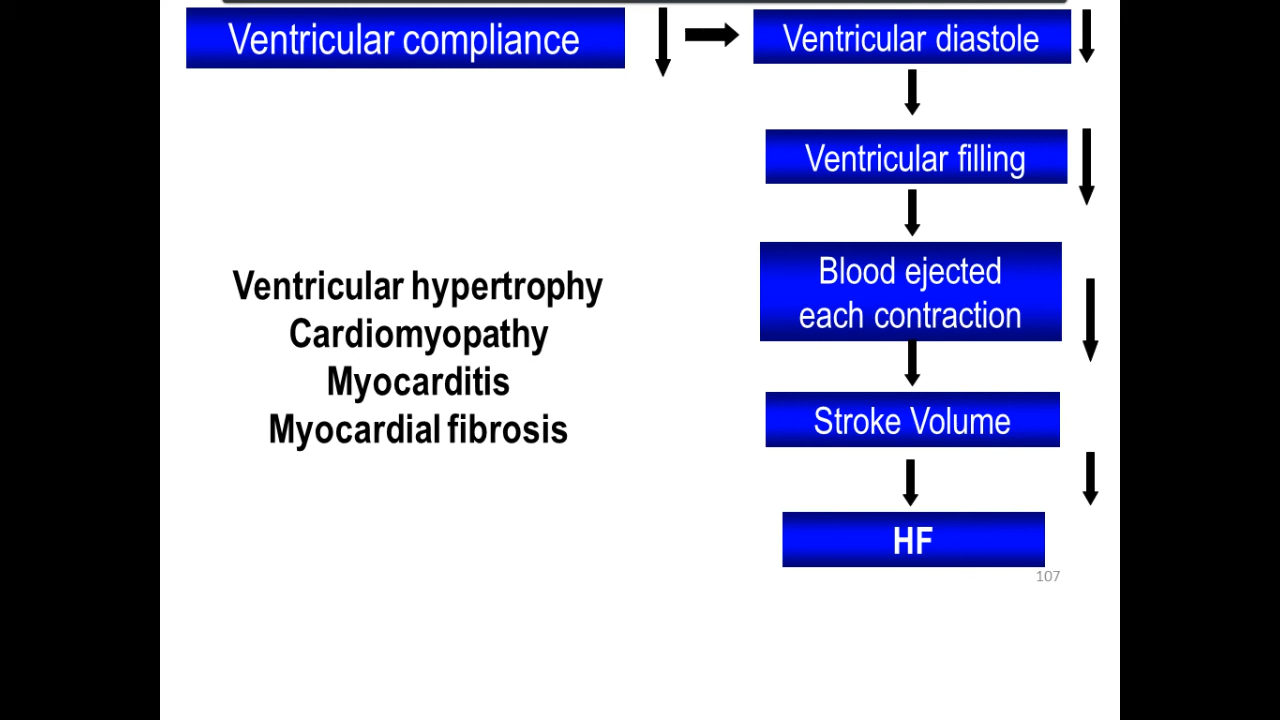 Ventricular compliance
Ventricular diastole
Ventricular filling
Blood ejected
each contraction
Stroke Volume
HF
Ventricular hypertrophy
Cardiomyopathy
Myocarditis
Myocardial fibrosis
107